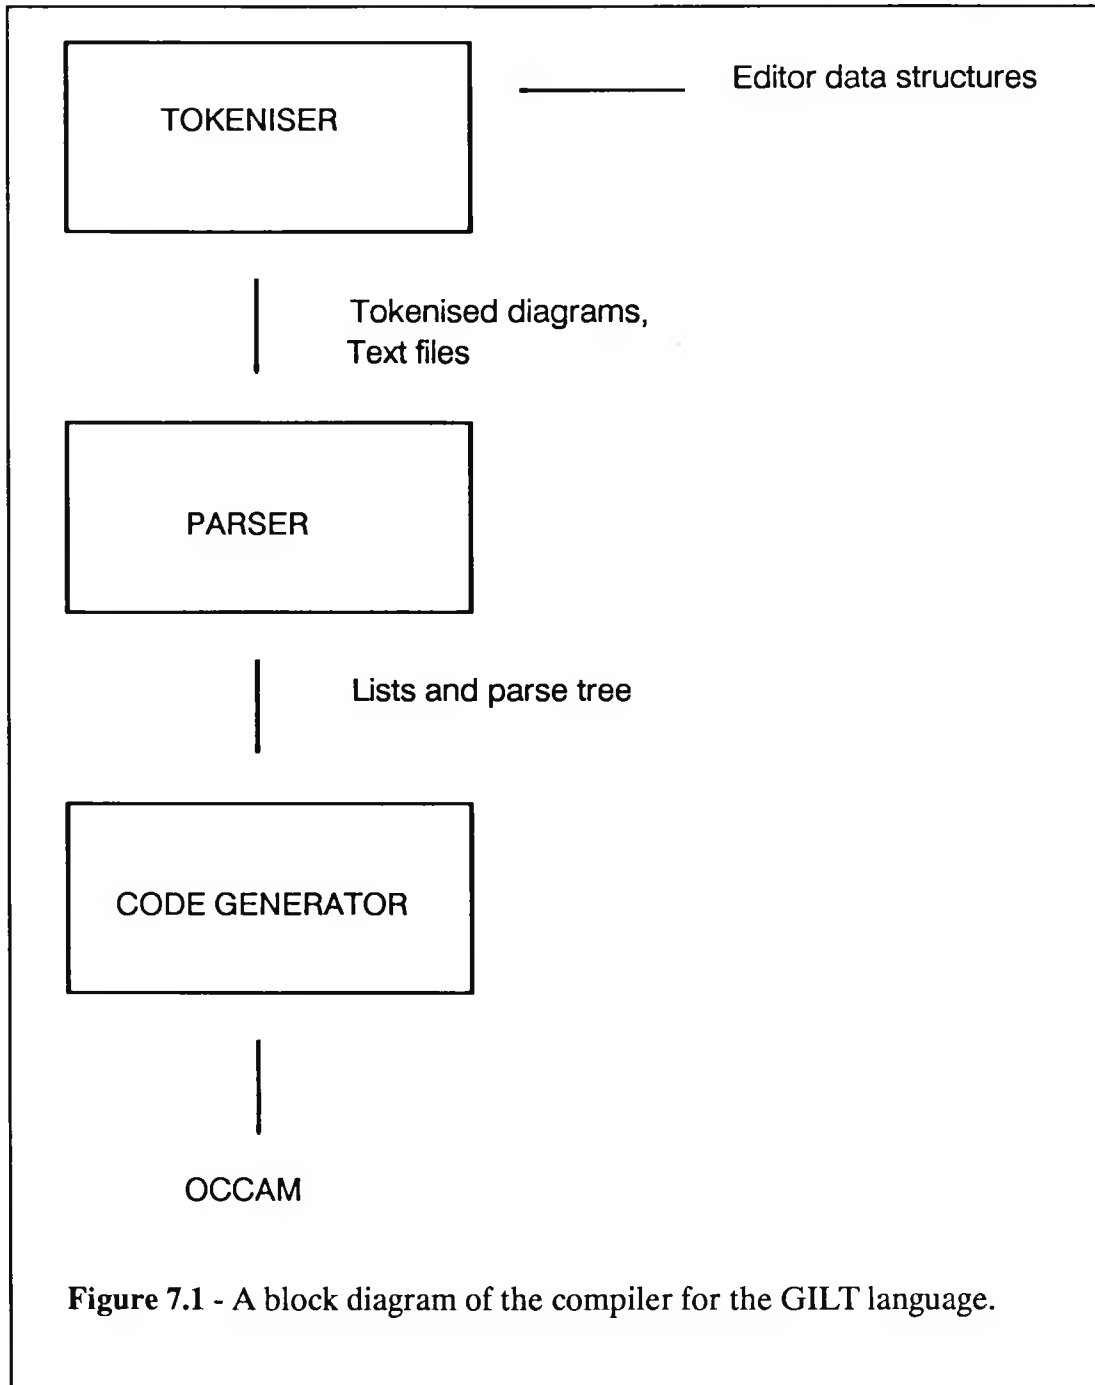 TOKENISER
Editor data structures
Tokenised diagrams,
Text files
PARSER
Lists and parse tree
CODE GENERATOR
OCCAM
Figure 7.1 - A block diagram of the compiler for the GILT language.